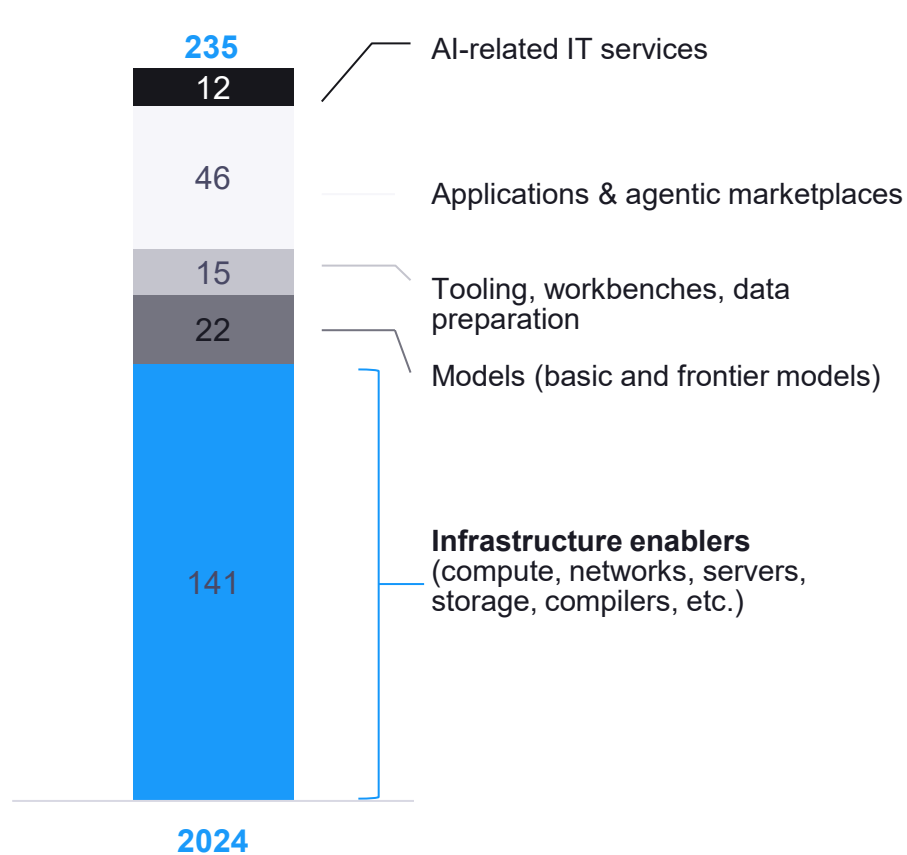 235
12
AI-related IT services
46
Applications & agentic marketplaces
15
Tooling, workbenches, data
preparation
22
Models (basic and frontier models)
141
Infrastructure enablers
(compute, networks, servers,
storage, compilers, etc.)
2024